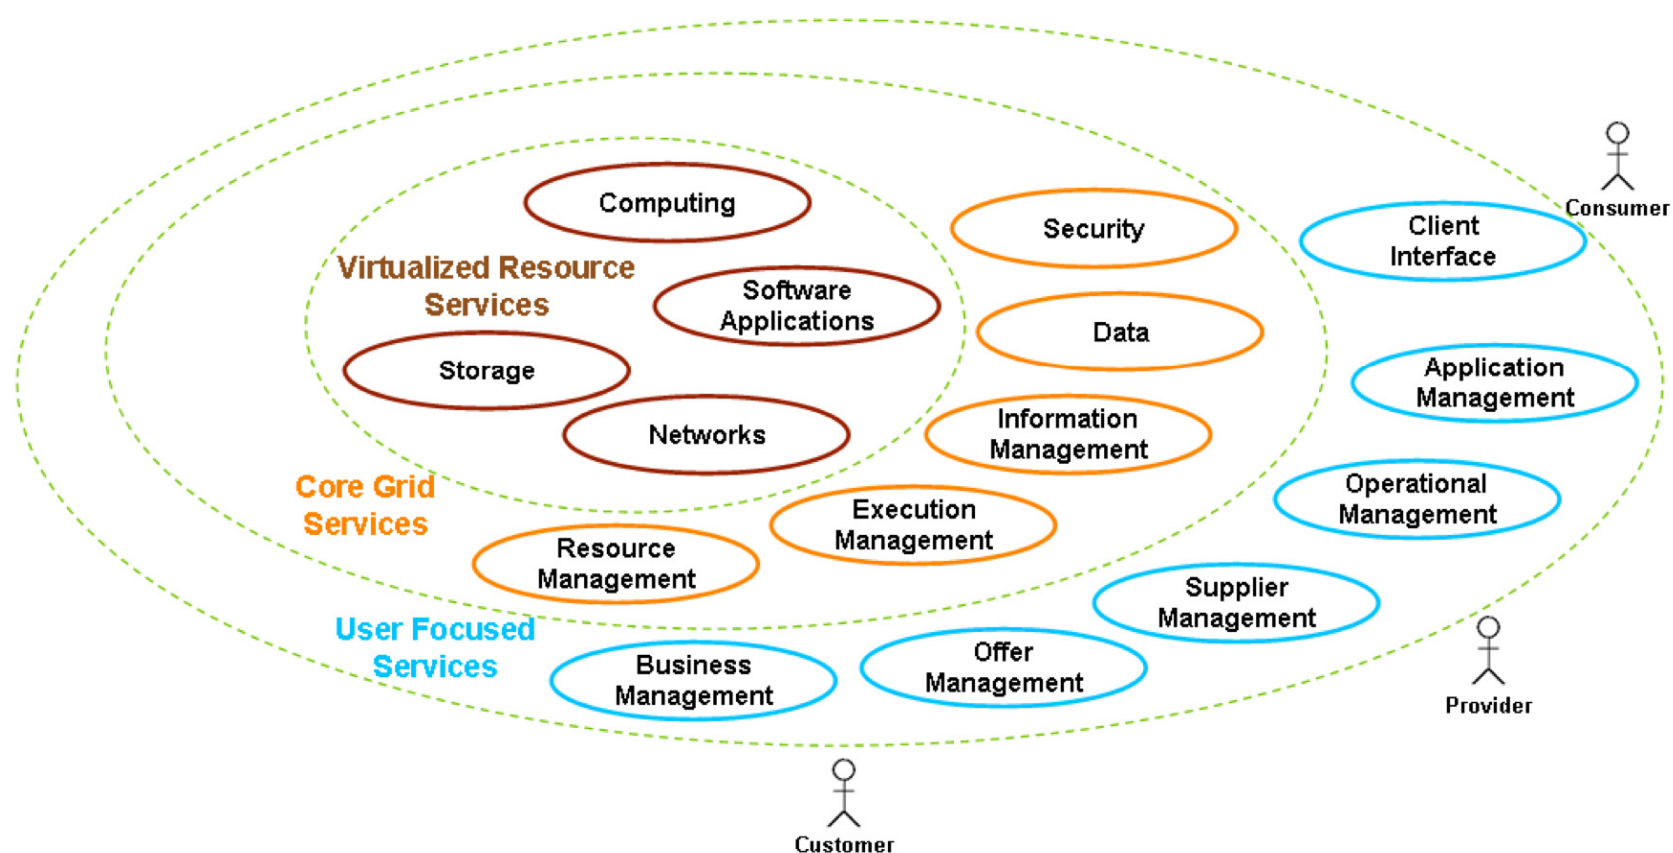 Computing
Virtualized Resource
Services
Software
Applications
Storage
Networks
Security
Data
Information
Management
Core Grid
Services
Execution
Management
Resource
Management
Client
Interface
Consumer
Application
Management
Operational
Management
Supplier
Management
User Focused
Services
Offer
Management
Business
Management
Provider
Customer